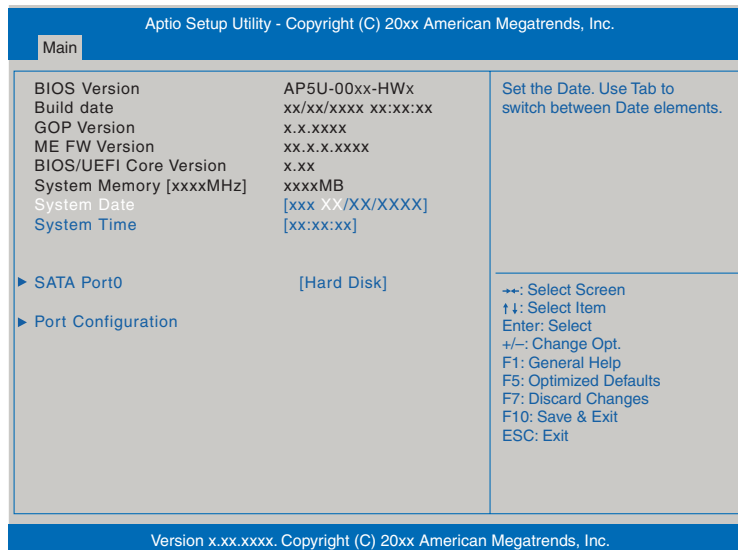 Aptio Setup Utility - Copyright (C) 20xx American Megatrends, Inc.
Main
BIOS Version AP5U-00xx-HWx
Build date xx/xx/xxxx xx:xx:xx
GOP Version x.x.xxxx
ME FW Version xx.x.x.xxxx
BIOS/UEFI Core Version x.xx
System Memory [xxxxMHz] xxxxMB
System Date [xxx XX/XX/XXXX]
System Time [xx:xx:xx]
▶ SATA Port0 [Hard Disk]
▶ Port Configuration
Set the Date. Use Tab to
switch between Date elements.
→←: Select Screen
↑↓: Select Item
Enter: Select
+/–: Change Opt.
F1: General Help
F5: Optimized Defaults
F7: Discard Changes
F10: Save & Exit
ESC: Exit
Version x.xx.xxxx. Copyright (C) 20xx American Megatrends, Inc.